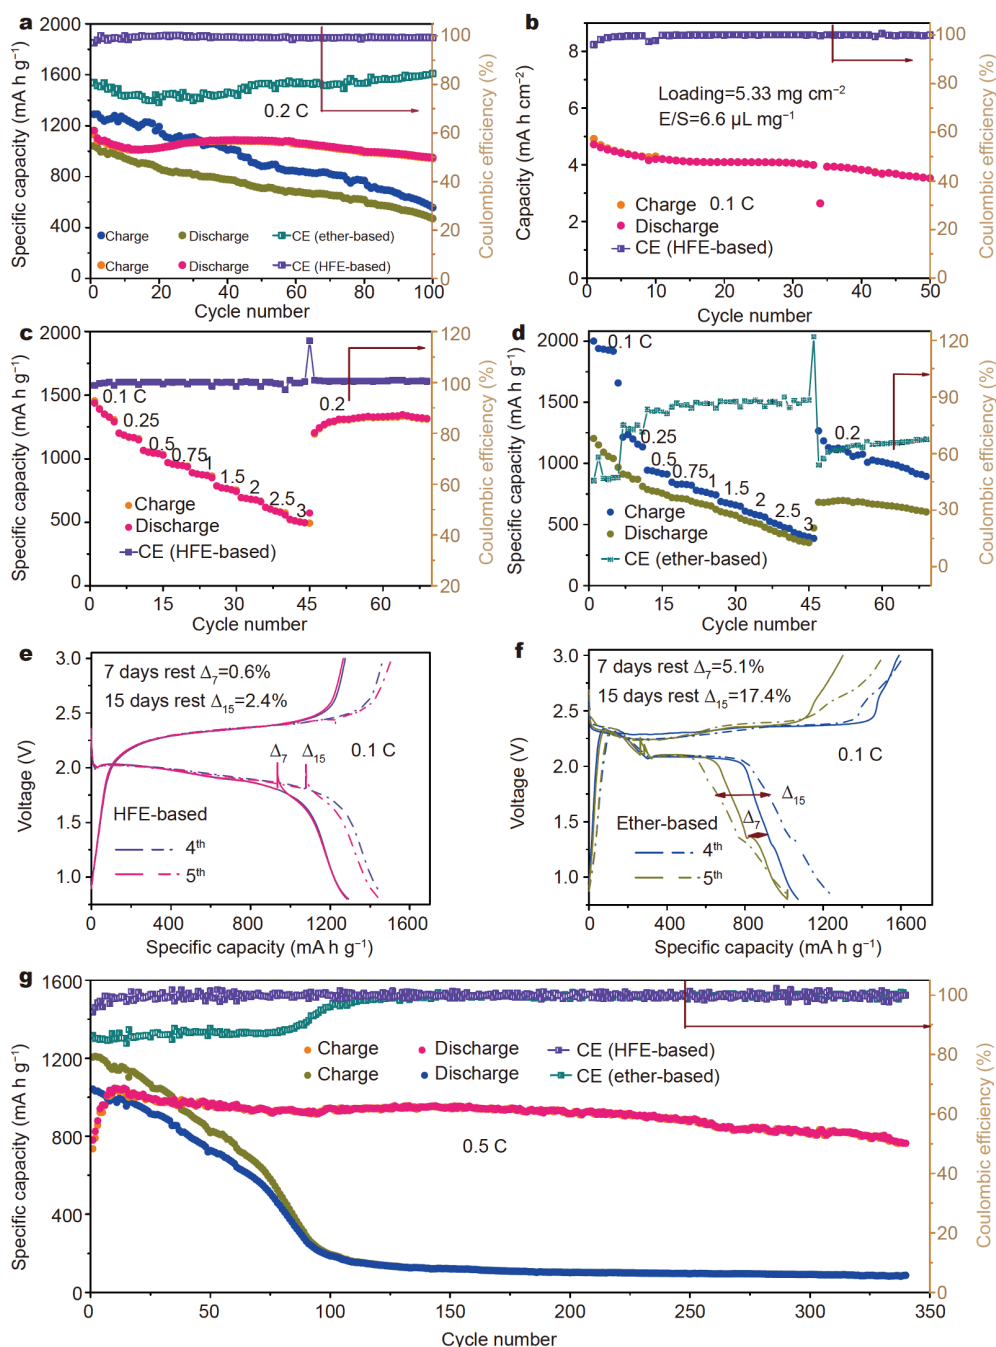 a
2000
1600
1200
800
400
0
Specific capacity (mA h g⁻¹)
0.2 C
Charge
Discharge
CE (ether-based)
Charge
Discharge
CE (HFE-based)
100
80
60
40
20
0
Coulombic efficiency (%)
0 20 40 60 80 100
Cycle number
b
8
6
4
2
0
Capacity (mA h cm⁻²)
Loading=5.33 mg cm⁻²
E/S=6.6 µL mg⁻¹
Charge 0.1 C
Discharge
CE (HFE-based)
100
80
60
40
20
0
Coulombic efficiency (%)
0 10 20 30 40 50
Cycle number
c
2000
1500
1000
500
0
Specific capacity (mA h g⁻¹)
0.1 C
0.25
0.5
0.75
1
1.5
2
2.5
3
0.2
Charge
Discharge
CE (HFE-based)
120
100
80
60
40
20
Coulombic efficiency (%)
0 15 30 45 60
Cycle number
d
2000
1500
1000
500
0
Specific capacity (mA h g⁻¹)
0.1 C
0.25
0.5
0.75
1
1.5
2
2.5
3
0.2
Charge
Discharge
CE (ether-based)
120
90
60
30
0
Coulombic efficiency (%)
0 15 30 45 60
Cycle number
e
3.0
2.5
2.0
1.5
1.0
Voltage (V)
7 days rest Δ₇=0.6%
15 days rest Δ₁₅=2.4%
0.1 C
Δ₇ Δ₁₅
HFE-based
4ᵗʰ
5ᵗʰ
0 400 800 1200 1600
Specific capacity (mA h g⁻¹)
f
3.0
2.5
2.0
1.5
1.0
Voltage (V)
7 days rest Δ₇=5.1%
15 days rest Δ₁₅=17.4%
0.1 C
Δ₁₅
Δ₇
Ether-based
4ᵗʰ
5ᵗʰ
0 400 800 1200 1600
Specific capacity (mA h g⁻¹)
g
1600
1200
800
400
0
Specific capacity (mA h g⁻¹)
Charge
Discharge
CE (HFE-based)
Charge
Discharge
CE (ether-based)
0.5 C
100
80
60
40
20
0
Coulombic efficiency (%)
0 50 100 150 200 250 300 350
Cycle number